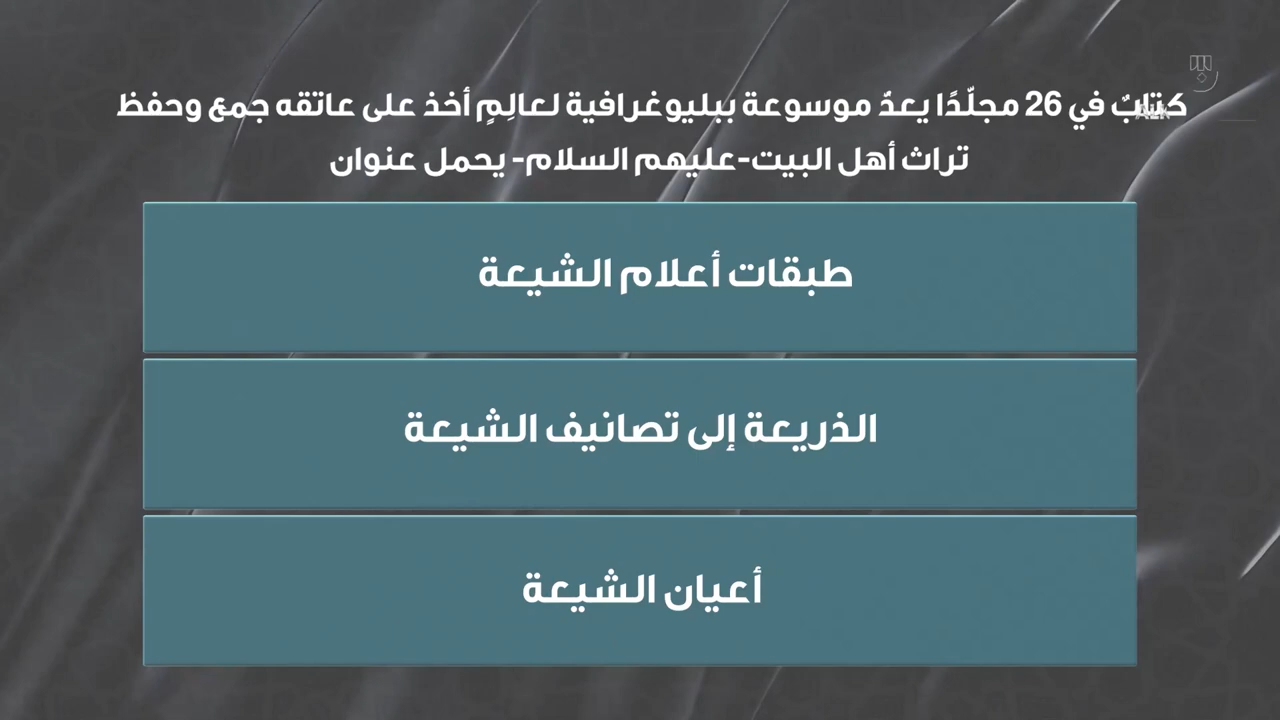 كتابٌ في 26 مجلّدًا يعدّ موسوعة ببليوغرافية لعالِمٍ أخذ على عاتقه جمع وحفظ
تراث أهل البيت-عليهم السلام- يحمل عنوان
طبقات أعلام الشيعة
الذريعة إلى تصانيف الشيعة
أعيان الشيعة